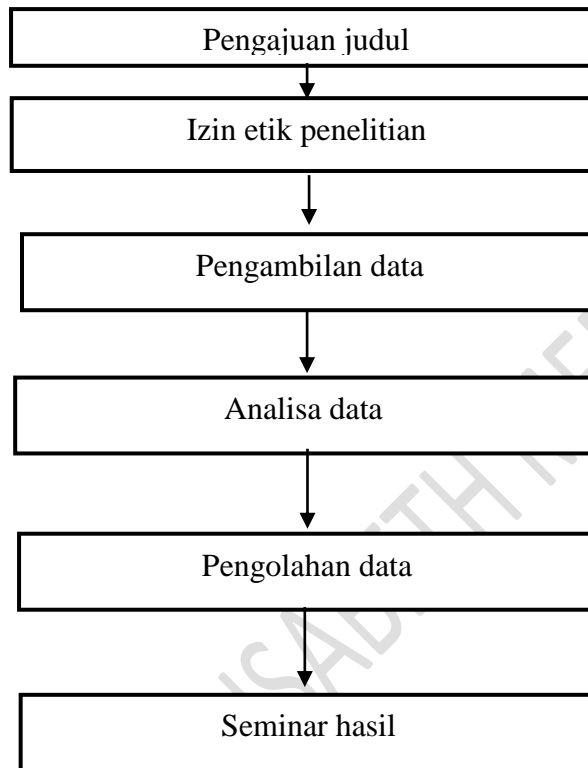 Pengajuan judul
Izin etik penelitian
Pengambilan data
Analisa data
Pengolahan data
Seminar hasil